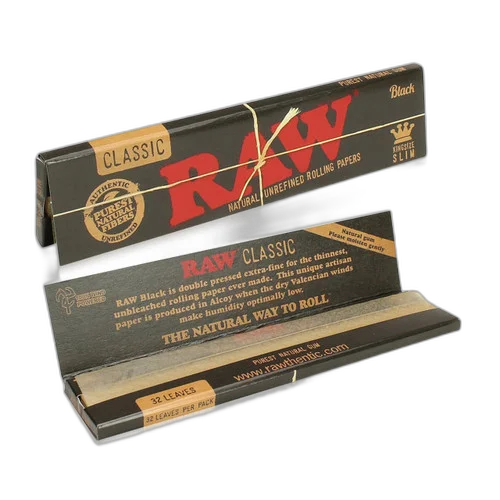 PUREST NATURAL GUM
Black
CLASSIC
RAW®
KINGSIZE
SLIM
NATURAL UNREFINED ROLLING PAPERS
AUTHENTIC
PUREST
NATURAL
FIBERS
UNREFINED
Natural gum
Please moisten gently
RAW CLASSIC
RAW Black is double pressed extra-fine for the thinnest,
unbleached rolling paper ever made. This unique artisan
paper is produced in Alcoy when the dry Valencian winds
make humidity optimally low.
THE NATURAL WAY TO ROLL
PUREST NATURAL GUM
www.rawthentic.com
32 LEAVES
32 LEAVES PER PACK